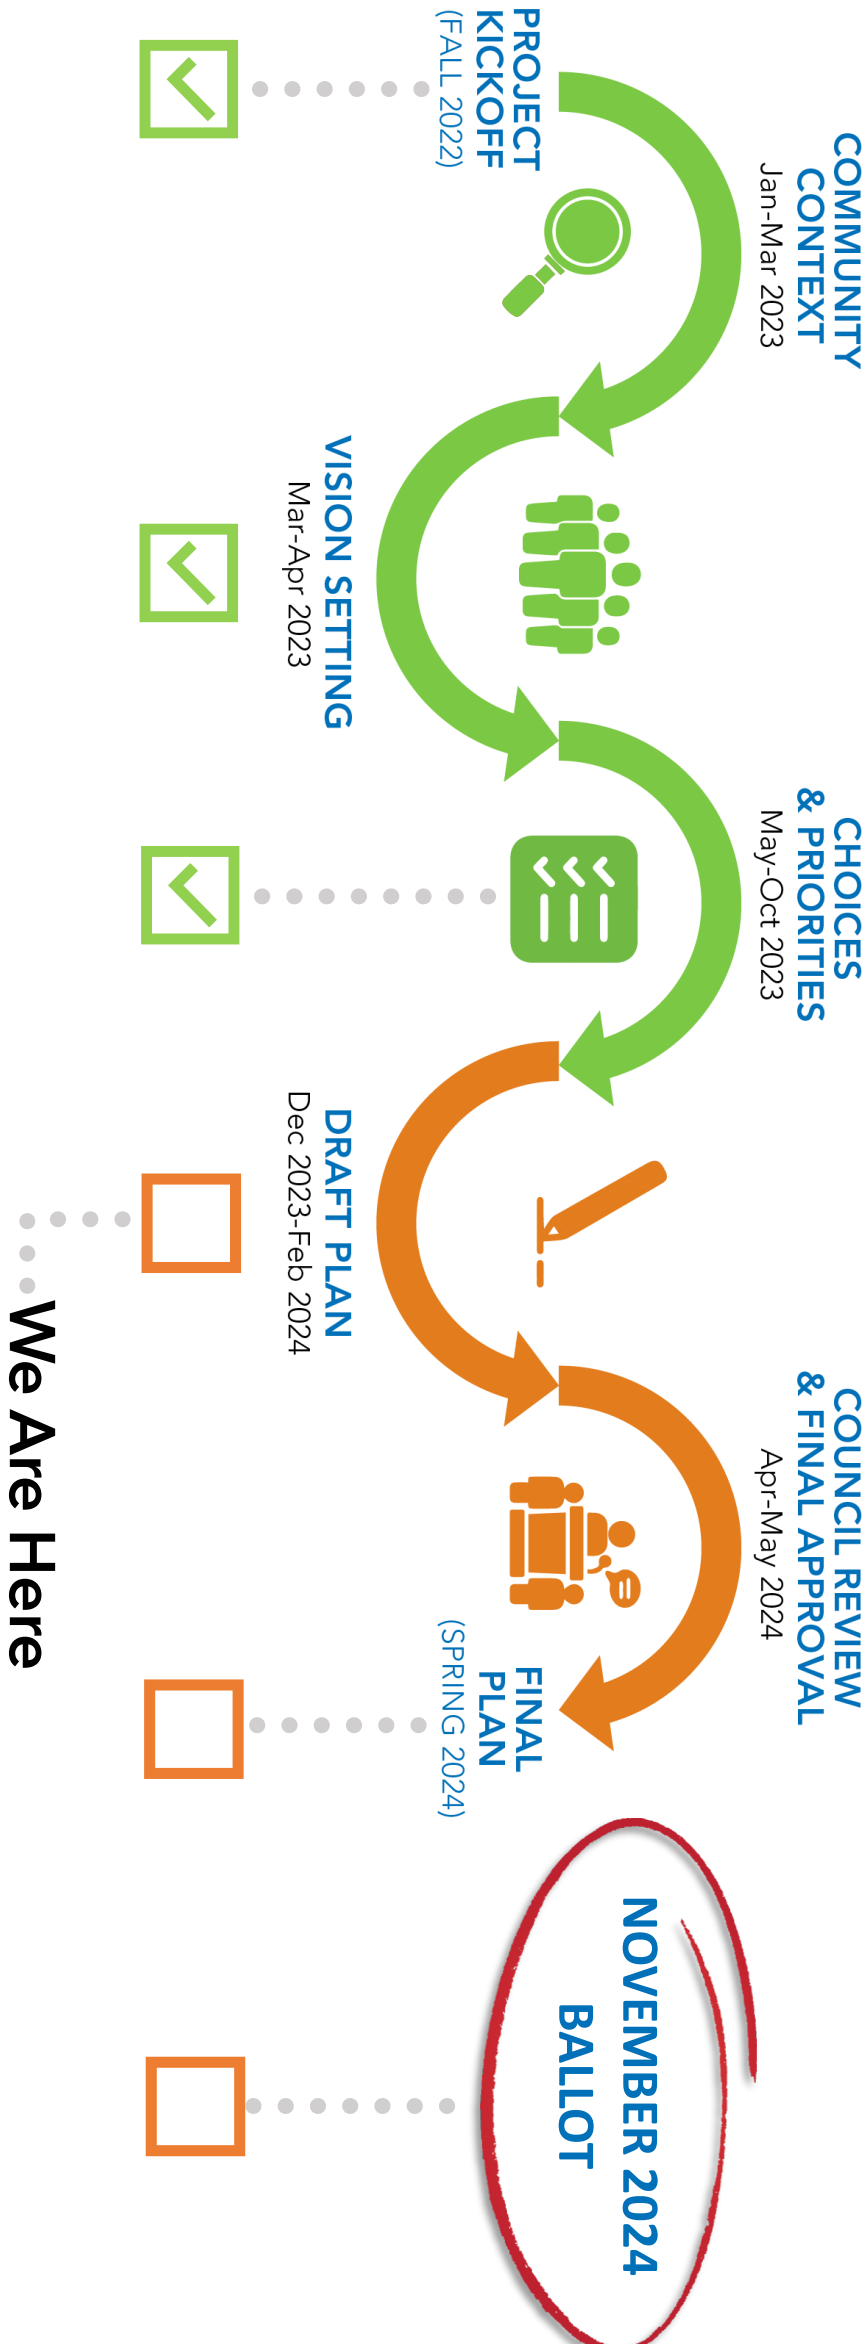 PROJECT
KICKOFF
(FALL 2022)
COMMUNITY
CONTEXT
Jan-Mar 2023
VISION SETTING
Mar-Apr 2023
CHOICES
& PRIORITIES
May-Oct 2023
DRAFT PLAN
Dec 2023-Feb 2024
We Are Here
COUNCIL REVIEW
& FINAL APPROVAL
Apr-May 2024
FINAL
PLAN
(SPRING 2024)
NOVEMBER 2024
BALLOT